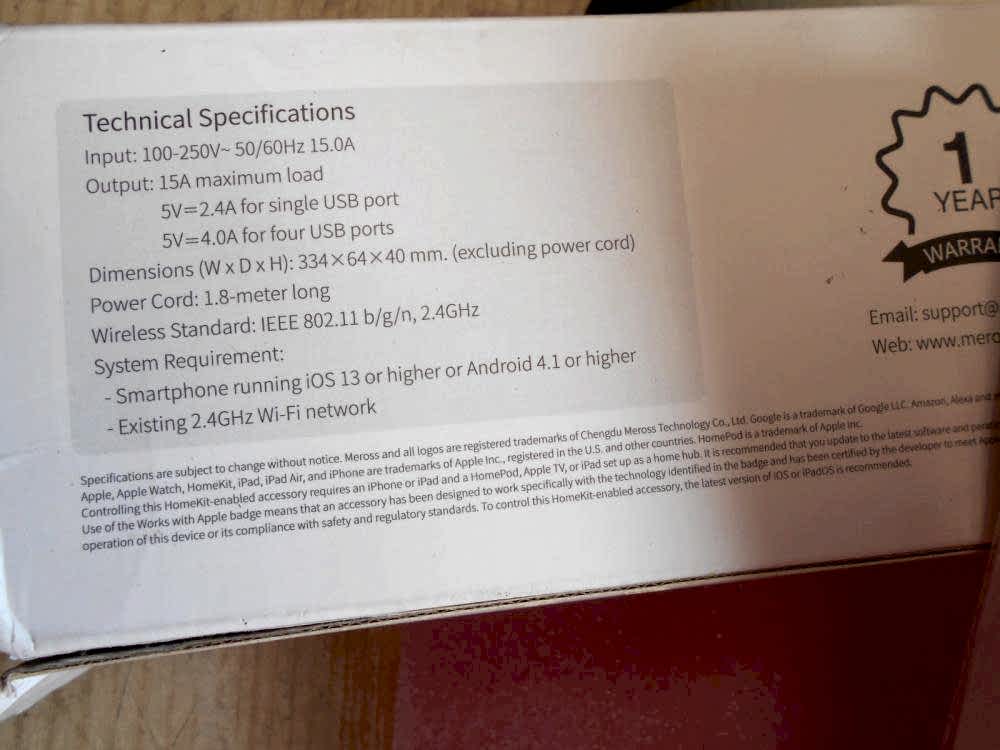 Technical Specifications
Input: 100-250V~ 50/60Hz 15.0A
Output: 15A maximum load
5V=2.4A for single USB port
5V=4.0A for four USB ports
Dimensions (W x D x H): 334×64×40 mm. (excluding power cord)
Power Cord: 1.8-meter long
Wireless Standard: IEEE 802.11 b/g/n, 2.4GHz
System Requirement:
- Smartphone running iOS 13 or higher or Android 4.1 or higher
- Existing 2.4GHz Wi-Fi network
Specifications are subject to change without notice. Meross and all logos are registered trademarks of Chengdu Meross Technology Co., Ltd. Google is a trademark of Google LLC. Amazon, Alexa and
Apple, Apple Watch, HomeKit, iPad, iPad Air, and iPhone are trademarks of Apple Inc., registered in the U.S. and other countries. HomePod is a trademark of Apple Inc.
Controlling this HomeKit-enabled accessory requires an iPhone or iPad and a HomePod, Apple TV, or iPad set up as a home hub. It is recommended that you update to the latest software and
Use of the Works with Apple badge means that an accessory has been designed to work specifically with the technology identified in the badge and has been certified by the developer to meet
operation of this device or its compliance with safety and regulatory standards. To control this HomeKit-enabled accessory, the latest version of iOS or iPadOS is recommended.
1
YEAR
WARRA
Email: support@
Web: www.mero